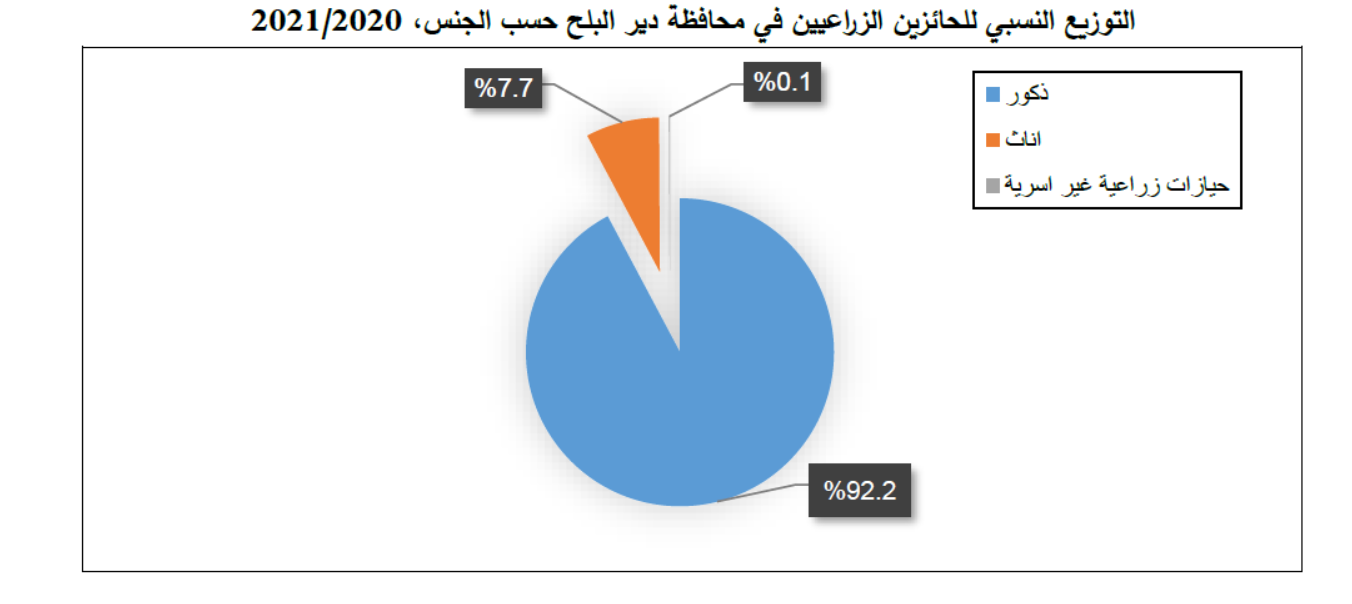 التوزيع النسبي للحائزين الزراعيين في محافظة دير البلح حسب الجنس، 2021/2020
%7.7
%0.1
ذكور
اناث
حيازات زراعية غير اسرية
%92.2